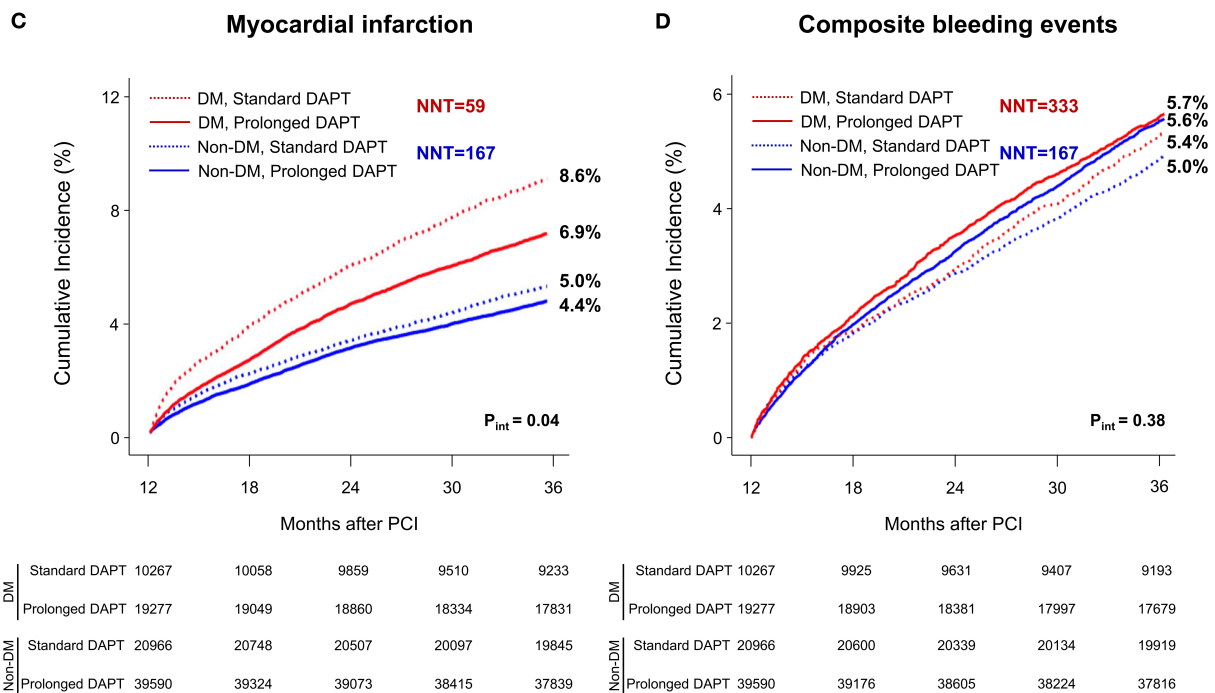 C
Myocardial infarction
Cumulative Incidence (%)
12
8
4
0
DM, Standard DAPT
DM, Prolonged DAPT
Non-DM, Standard DAPT
Non-DM, Prolonged DAPT
NNT=59
NNT=167
8.6%
6.9%
5.0%
4.4%
Pint = 0.04
12 18 24 30 36
Months after PCI
DM
Standard DAPT 10267 10058 9859 9510 9233
Prolonged DAPT 19277 19049 18860 18334 17831
Non-DM
Standard DAPT 20966 20748 20507 20097 19845
Prolonged DAPT 39590 39324 39073 38415 37839
D
Composite bleeding events
Cumulative Incidence (%)
6
4
2
0
DM, Standard DAPT
DM, Prolonged DAPT
Non-DM, Standard DAPT
Non-DM, Prolonged DAPT
NNT=333
NNT=167
5.7%
5.6%
5.4%
5.0%
Pint = 0.38
12 18 24 30 36
Months after PCI
DM
Standard DAPT 10267 9925 9631 9407 9193
Prolonged DAPT 19277 18903 18381 17997 17679
Non-DM
Standard DAPT 20966 20600 20339 20134 19919
Prolonged DAPT 39590 39176 38605 38224 37816